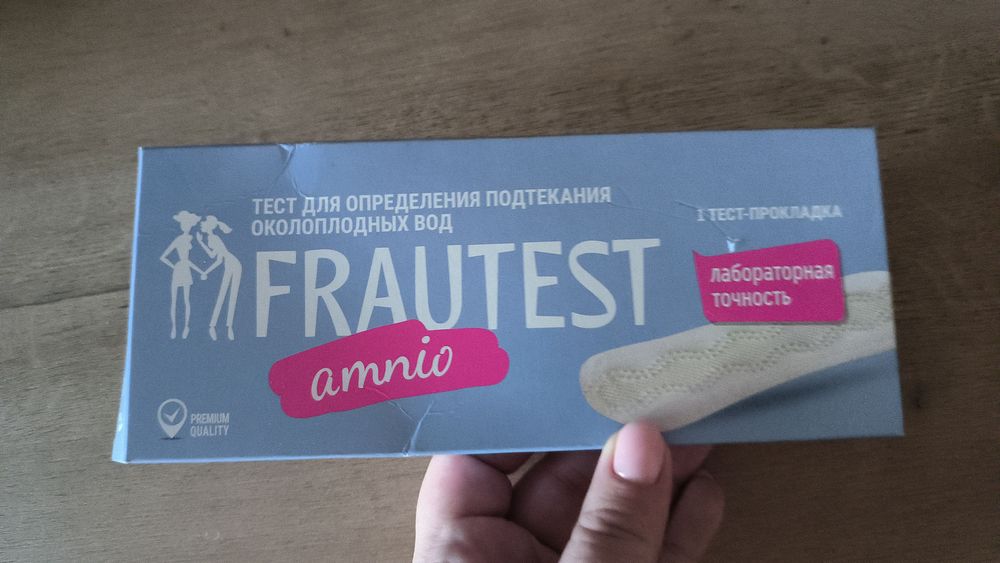 ТЕСТ ДЛЯ ОПРЕДЕЛЕНИЯ ПОДТЕКАНИЯ
ОКОЛОПЛОДНЫХ ВОД
FRAUTEST
amnio
1 ТЕСТ-ПРОКЛАДКА
лабораторная
точность
PREMIUM
QUALITY